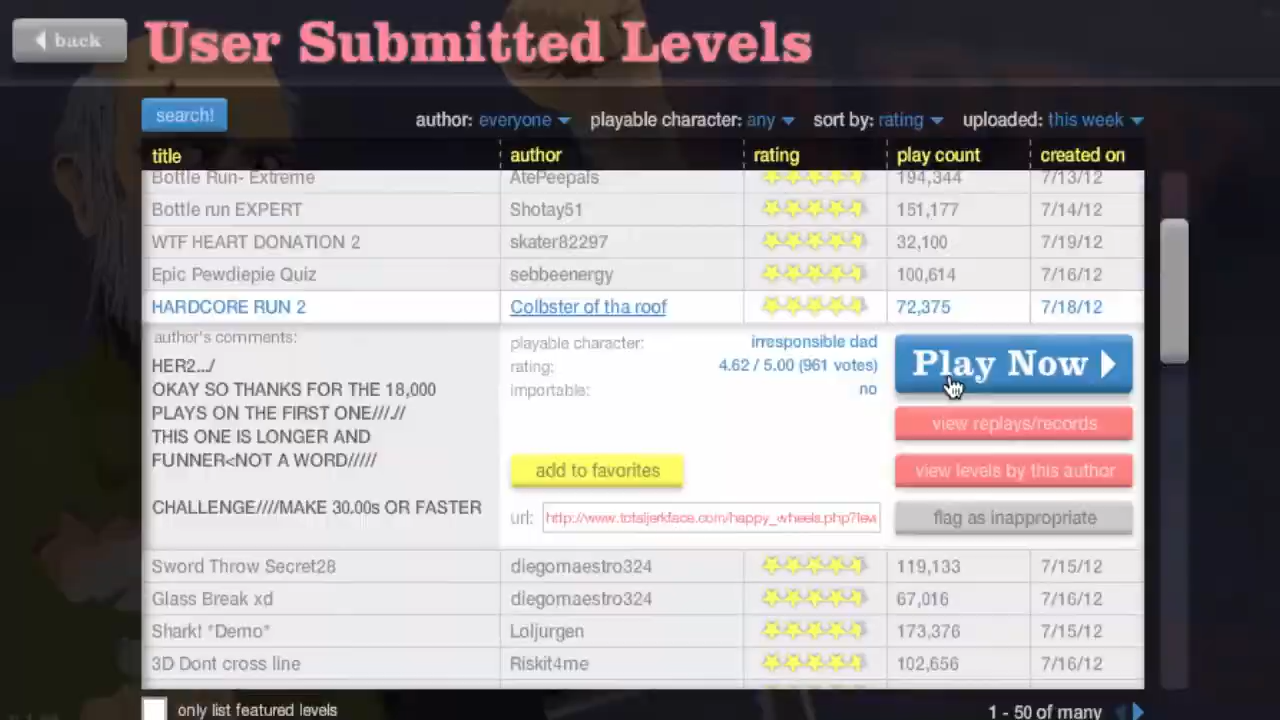 back
User Submitted Levels
search!
author: everyone
playable character: any
sort by: rating
uploaded: this week
title author rating play count created on
Bottle Run- Extreme AtePeepals 194,344 7/13/12
Bottle run EXPERT Shotay51 151,177 7/14/12
WTF HEART DONATION 2 skater82297 32,100 7/19/12
Epic Pewdiepie Quiz sebbeenergy 100,614 7/16/12
HARDCORE RUN 2 Colbster of tha roof 72,375 7/18/12
author's comments:
HER2.../
OKAY SO THANKS FOR THE 18,000
PLAYS ON THE FIRST ONE///.//
THIS ONE IS LONGER AND
FUNNER<NOT A WORD/////
CHALLENGE////MAKE 30.00s OR FASTER
playable character: irresponsible dad
rating: 4.62 / 5.00 (961 votes)
importable: no
add to favorites
url: http://www.totaljerkface.com/happy_wheels.php?lev
Play Now
view replays/records
view levels by this author
flag as inappropriate
Sword Throw Secret28 diegomaestro324 119,133 7/15/12
Glass Break xd diegomaestro324 67,016 7/16/12
Shark! *Demo* Loljurgen 173,376 7/15/12
3D Dont cross line Riskit4me 102,656 7/16/12
only list featured levels
1 - 50 of many